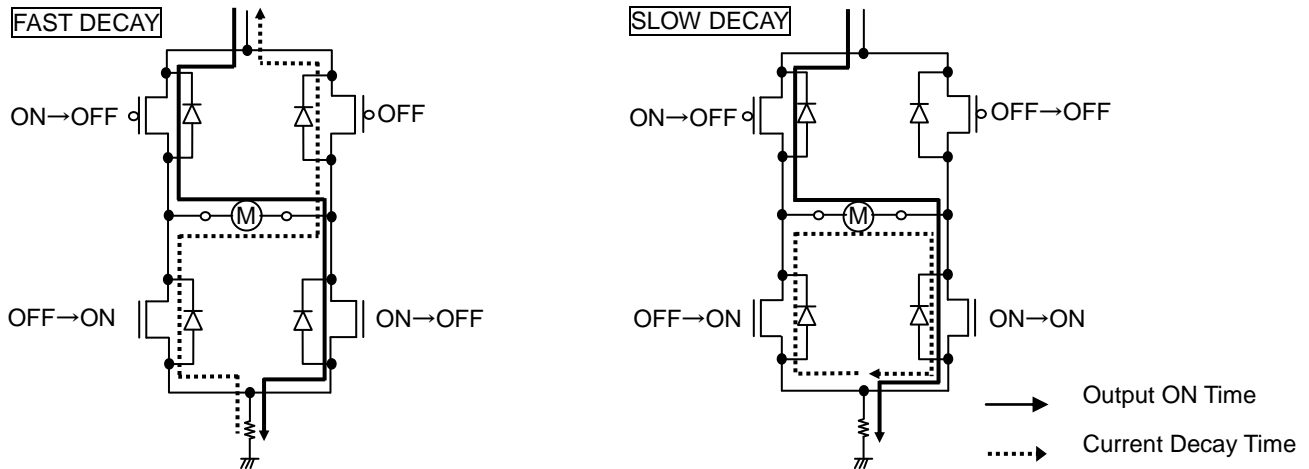 FAST DECAY
ON→OFF
OFF
M
OFF→ON
ON→OFF
SLOW DECAY
ON→OFF
OFF→OFF
M
OFF→ON
ON→ON
Output ON Time
Current Decay Time